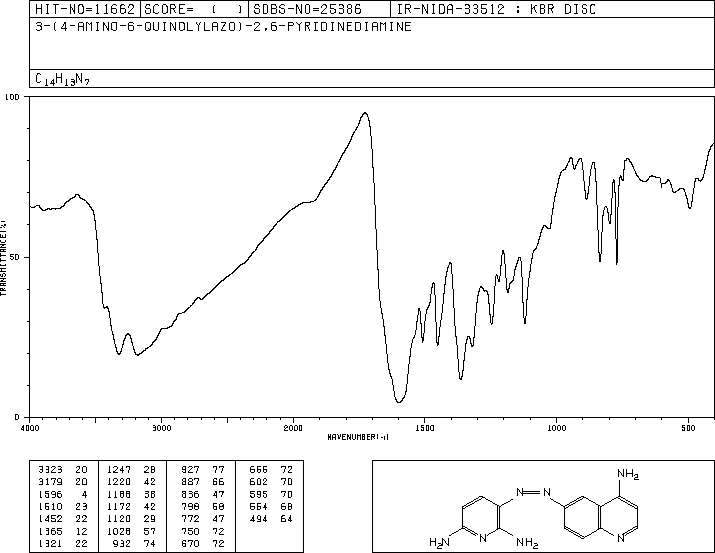 HIT-NO=11662 SCORE= ( ) SDBS-NO=25386 IR-NIDA-33512 : KBR DISC
3-(4-AMINO-6-QUINOLYLAZO)-2,6-PYRIDINEDIAMINE
C14H13N7
100
50
0
TRANSMITTANCE(%)
4000 3000 2000 1500 1000 500
WAVENUMBER(-1)
3323 20 1247 28 927 77 666 72
3179 20 1220 42 887 66 602 70
1596 4 1188 38 836 47 595 70
1510 23 1172 42 798 58 554 68
1452 22 1120 29 772 47 494 64
1365 12 1028 57 750 72
1321 22 932 74 670 72
NH2
N N
H2N N NH2 N